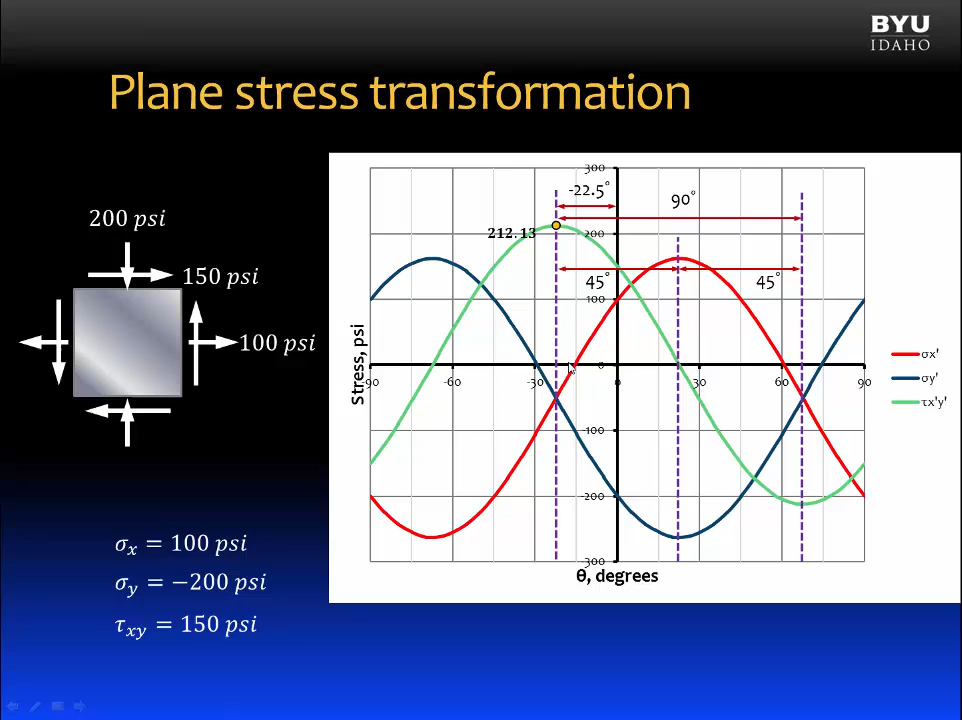 BYU
IDAHO
Plane stress transformation
200 psi
150 psi
100 psi
σx = 100 psi
σy = −200 psi
τxy = 150 psi
300
-22.5°
90°
212.13
200
45°
45°
100
Stress, psi
0
-90
-60
-30
0
30
60
90
-100
-200
-300
θ, degrees
σx'
σy'
τx'y'